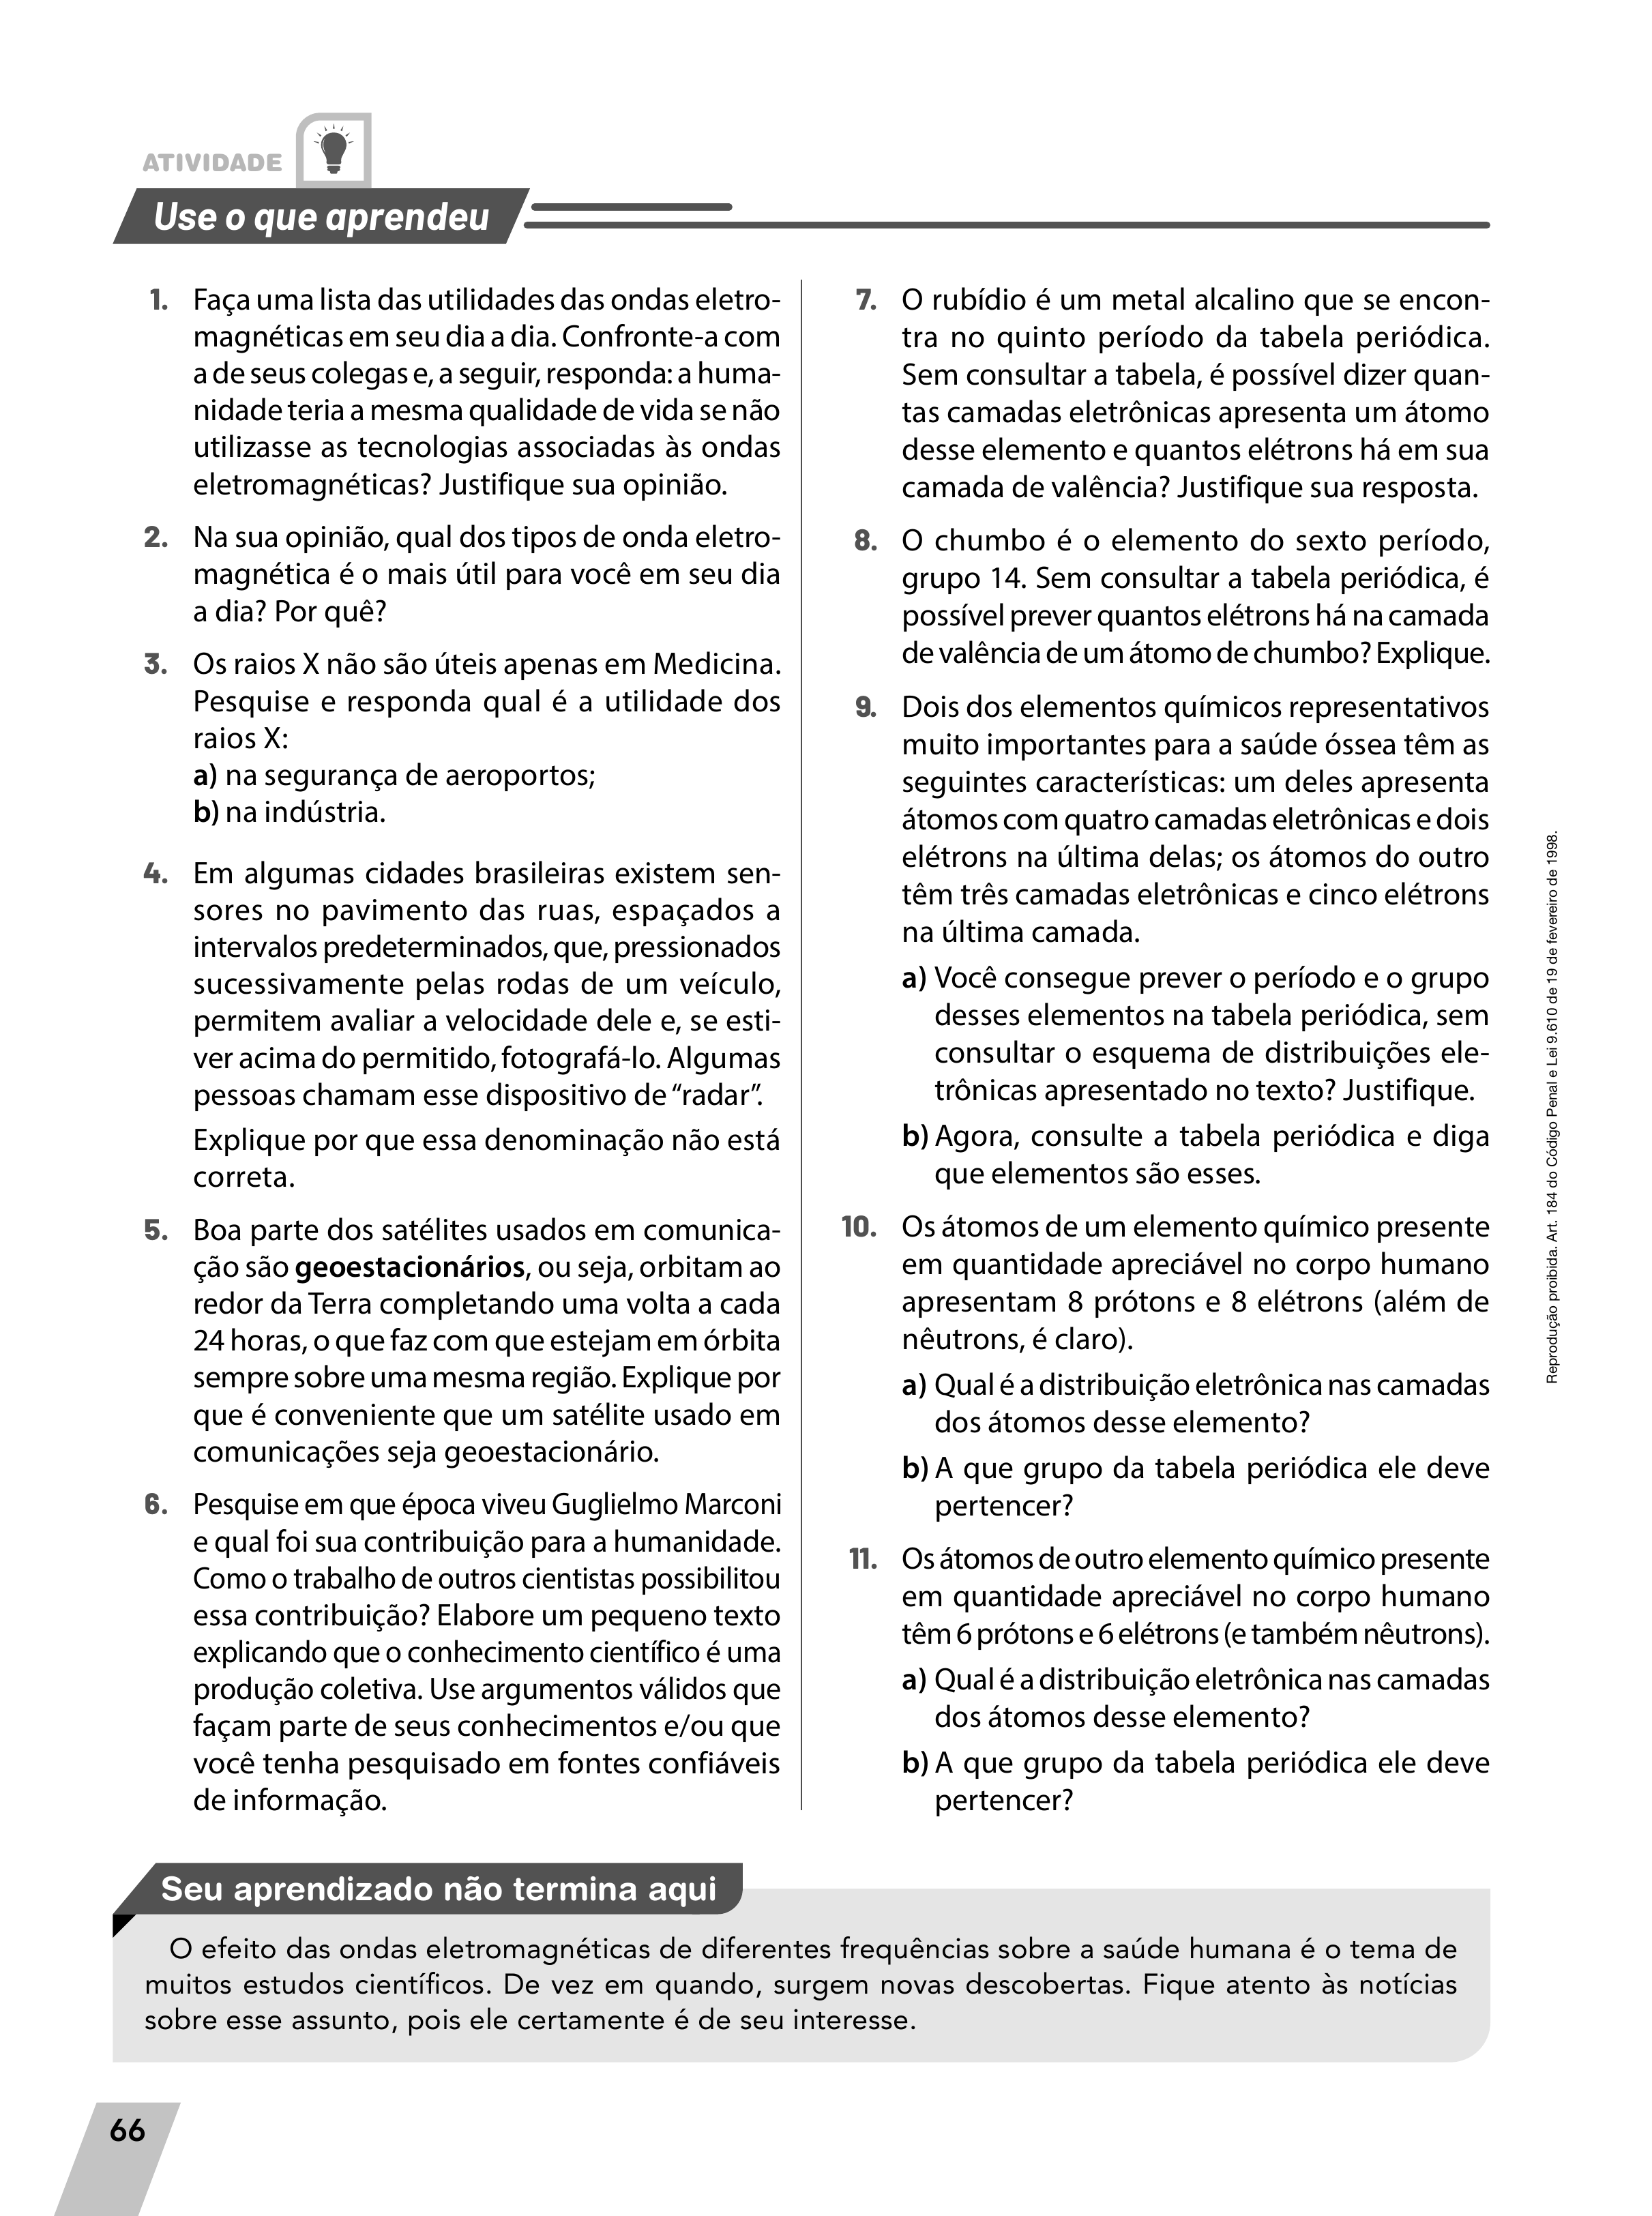 ATIVIDADE
Use o que aprendeu
1. Faça uma lista das utilidades das ondas eletro-
magnéticas em seu dia a dia. Confronte-a com
a de seus colegas e, a seguir, responda: a huma-
nidade teria a mesma qualidade de vida se não
utilizasse as tecnologias associadas às ondas
eletromagnéticas? Justifique sua opinião.
2. Na sua opinião, qual dos tipos de onda eletro-
magnética é o mais útil para você em seu dia
a dia? Por quê?
3. Os raios X não são úteis apenas em Medicina.
Pesquise e responda qual é a utilidade dos
raios X:
a) na segurança de aeroportos;
b) na indústria.
4. Em algumas cidades brasileiras existem sen-
sores no pavimento das ruas, espaçados a
intervalos predeterminados, que, pressionados
sucessivamente pelas rodas de um veículo,
permitem avaliar a velocidade dele e, se esti-
ver acima do permitido, fotografá-lo. Algumas
pessoas chamam esse dispositivo de “radar”.
Explique por que essa denominação não está
correta.
5. Boa parte dos satélites usados em comunica-
ção são geoestacionários, ou seja, orbitam ao
redor da Terra completando uma volta a cada
24 horas, o que faz com que estejam em órbita
sempre sobre uma mesma região. Explique por
que é conveniente que um satélite usado em
comunicações seja geoestacionário.
6. Pesquise em que época viveu Guglielmo Marconi
e qual foi sua contribuição para a humanidade.
Como o trabalho de outros cientistas possibilitou
essa contribuição? Elabore um pequeno texto
explicando que o conhecimento científico é uma
produção coletiva. Use argumentos válidos que
façam parte de seus conhecimentos e/ou que
você tenha pesquisado em fontes confiáveis
de informação.
7. O rubídio é um metal alcalino que se encon-
tra no quinto período da tabela periódica.
Sem consultar a tabela, é possível dizer quan-
tas camadas eletrônicas apresenta um átomo
desse elemento e quantos elétrons há em sua
camada de valência? Justifique sua resposta.
8. O chumbo é o elemento do sexto período,
grupo 14. Sem consultar a tabela periódica, é
possível prever quantos elétrons há na camada
de valência de um átomo de chumbo? Explique.
9. Dois dos elementos químicos representativos
muito importantes para a saúde óssea têm as
seguintes características: um deles apresenta
átomos com quatro camadas eletrônicas e dois
elétrons na última delas; os átomos do outro
têm três camadas eletrônicas e cinco elétrons
na última camada.
a) Você consegue prever o período e o grupo
desses elementos na tabela periódica, sem
consultar o esquema de distribuições ele-
trônicas apresentado no texto? Justifique.
b) Agora, consulte a tabela periódica e diga
que elementos são esses.
10. Os átomos de um elemento químico presente
em quantidade apreciável no corpo humano
apresentam 8 prótons e 8 elétrons (além de
nêutrons, é claro).
a) Qual é a distribuição eletrônica nas camadas
dos átomos desse elemento?
b) A que grupo da tabela periódica ele deve
pertencer?
11. Os átomos de outro elemento químico presente
em quantidade apreciável no corpo humano
têm 6 prótons e 6 elétrons (e também nêutrons).
a) Qual é a distribuição eletrônica nas camadas
dos átomos desse elemento?
b) A que grupo da tabela periódica ele deve
pertencer?
Reprodução proibida. Art. 184 do Código Penal e Lei 9.610 de 19 de fevereiro de 1998.
Seu aprendizado não termina aqui
O efeito das ondas eletromagnéticas de diferentes frequências sobre a saúde humana é o tema de
muitos estudos científicos. De vez em quando, surgem novas descobertas. Fique atento às notícias
sobre esse assunto, pois ele certamente é de seu interesse.
66